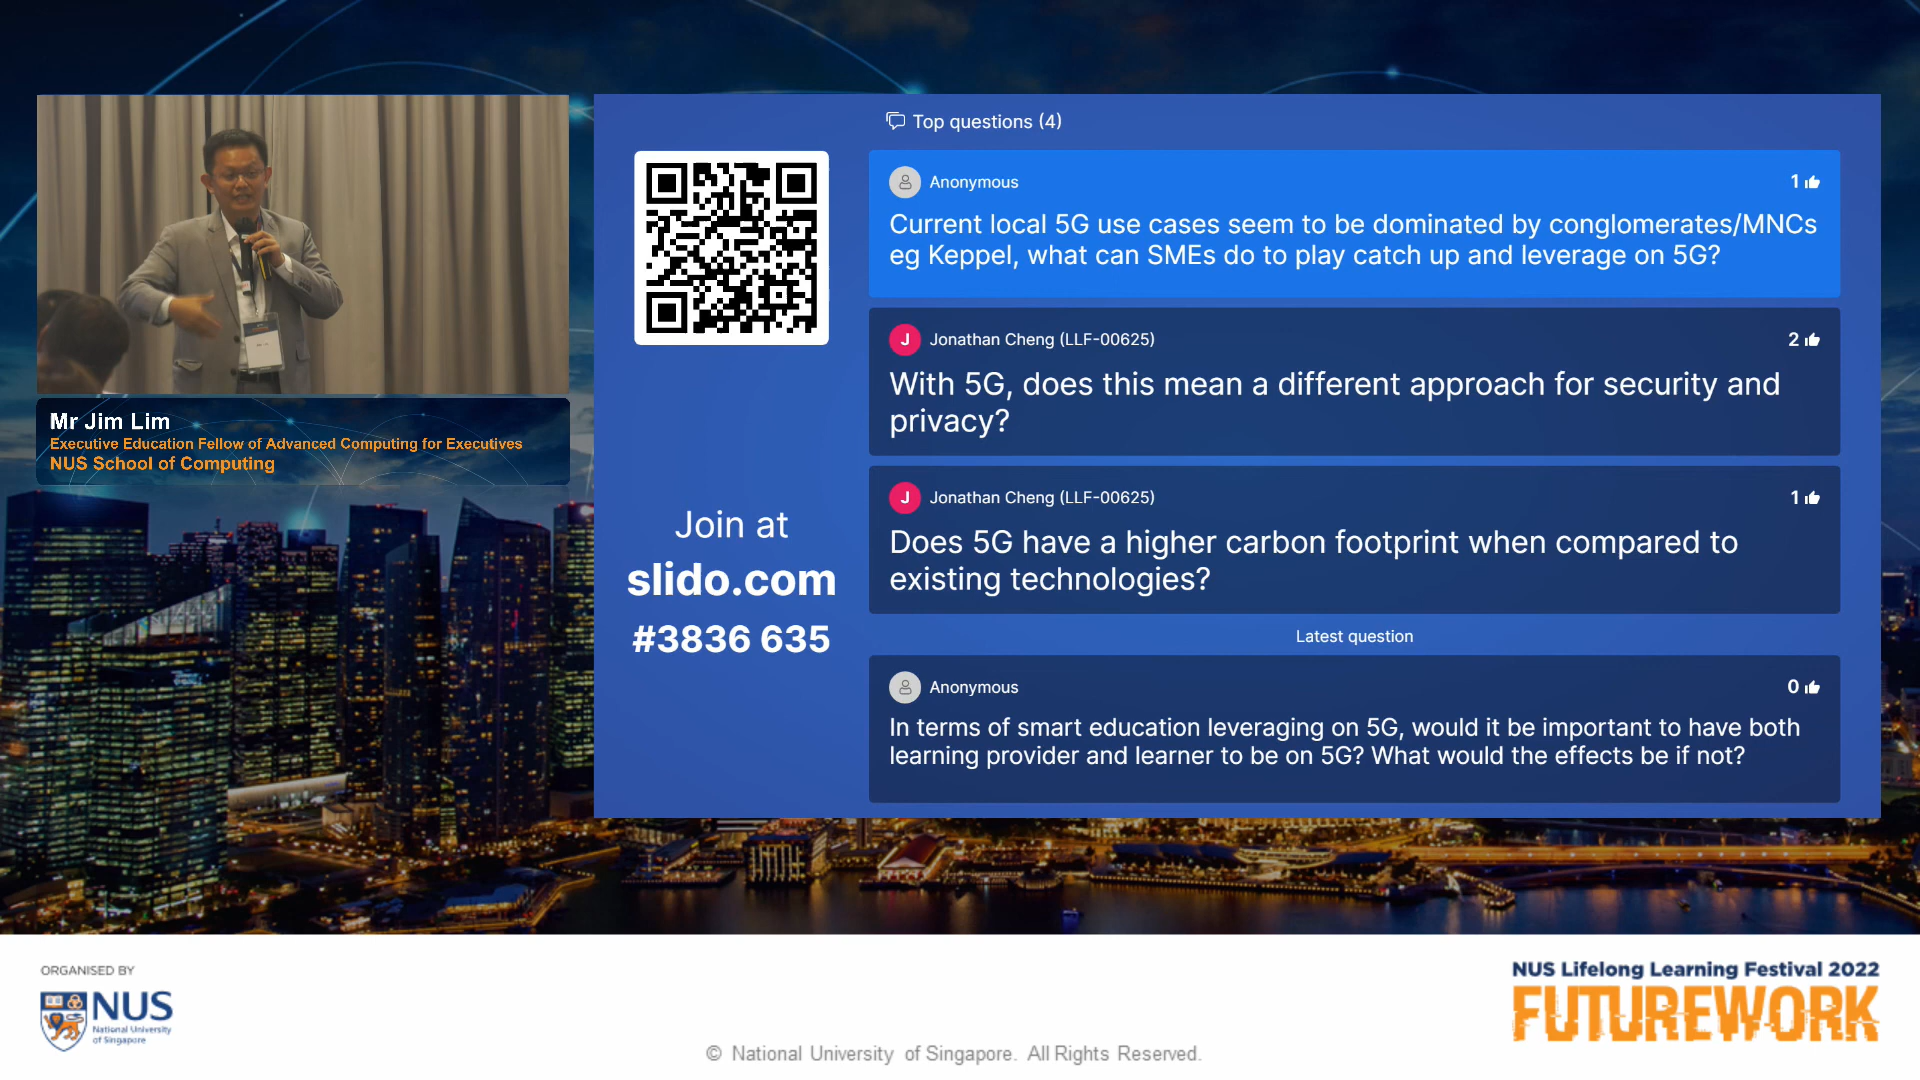 Mr Jim Lim
Executive Education Fellow of Advanced Computing for Executives
NUS School of Computing
Join at
slido.com
#3836 635
Top questions (4)
Anonymous
1
Current local 5G use cases seem to be dominated by conglomerates/MNCs
eg Keppel, what can SMEs do to play catch up and leverage on 5G?
J
Jonathan Cheng (LLF-00625)
2
With 5G, does this mean a different approach for security and
privacy?
J
Jonathan Cheng (LLF-00625)
1
Does 5G have a higher carbon footprint when compared to
existing technologies?
Latest question
Anonymous
0
In terms of smart education leveraging on 5G, would it be important to have both
learning provider and learner to be on 5G? What would the effects be if not?
ORGANISED BY
NUS
National University
of Singapore
© National University of Singapore. All Rights Reserved.
NUS Lifelong Learning Festival 2022
FUTUREWORK